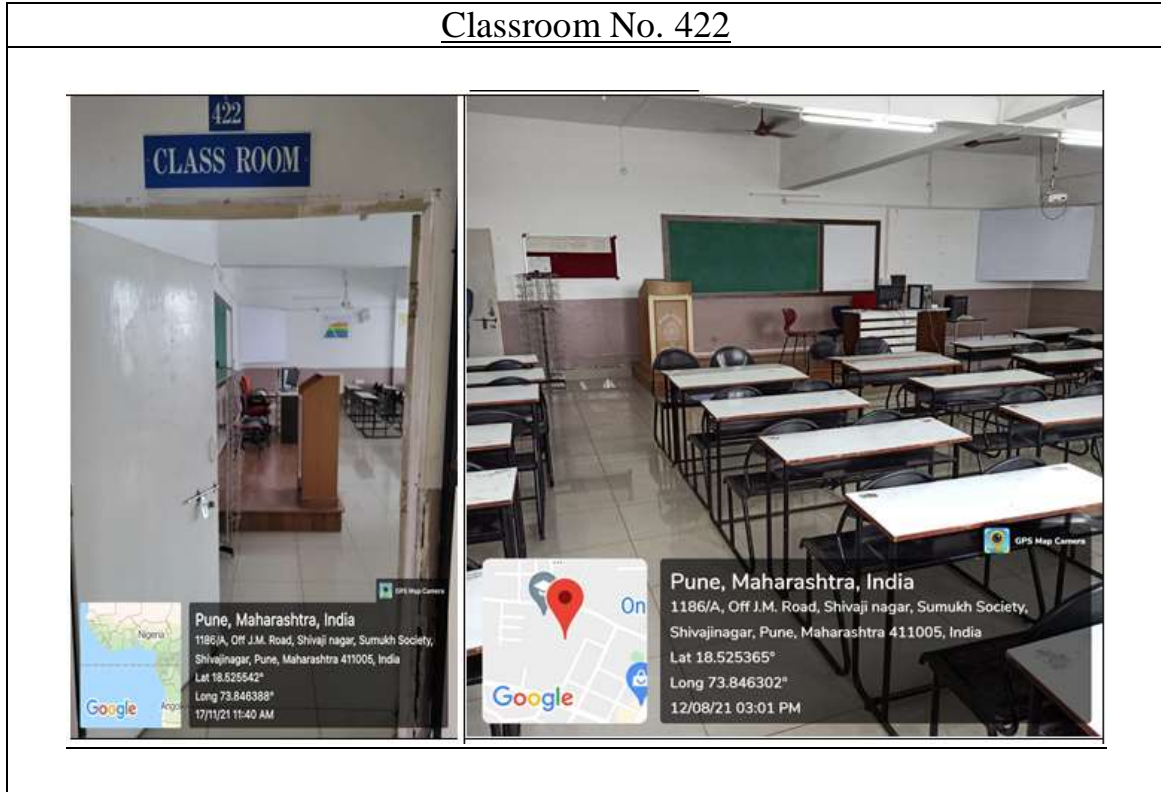 Classroom No. 422
422
CLASS ROOM
GPS Map Camera
Nigeria
Google
Pune, Maharashtra, India
1186/A, Off J.M. Road, Shivaji nagar, Sumukh Society,
Shivajinagar, Pune, Maharashtra 411005, India
Lat 18.525542°
Long 73.846388°
17/11/21 11:40 AM
GPS Map Camera
On
Google
Pune, Maharashtra, India
1186/A, Off J.M. Road, Shivaji nagar, Sumukh Society,
Shivajinagar, Pune, Maharashtra 411005, India
Lat 18.525365°
Long 73.846302°
12/08/21 03:01 PM